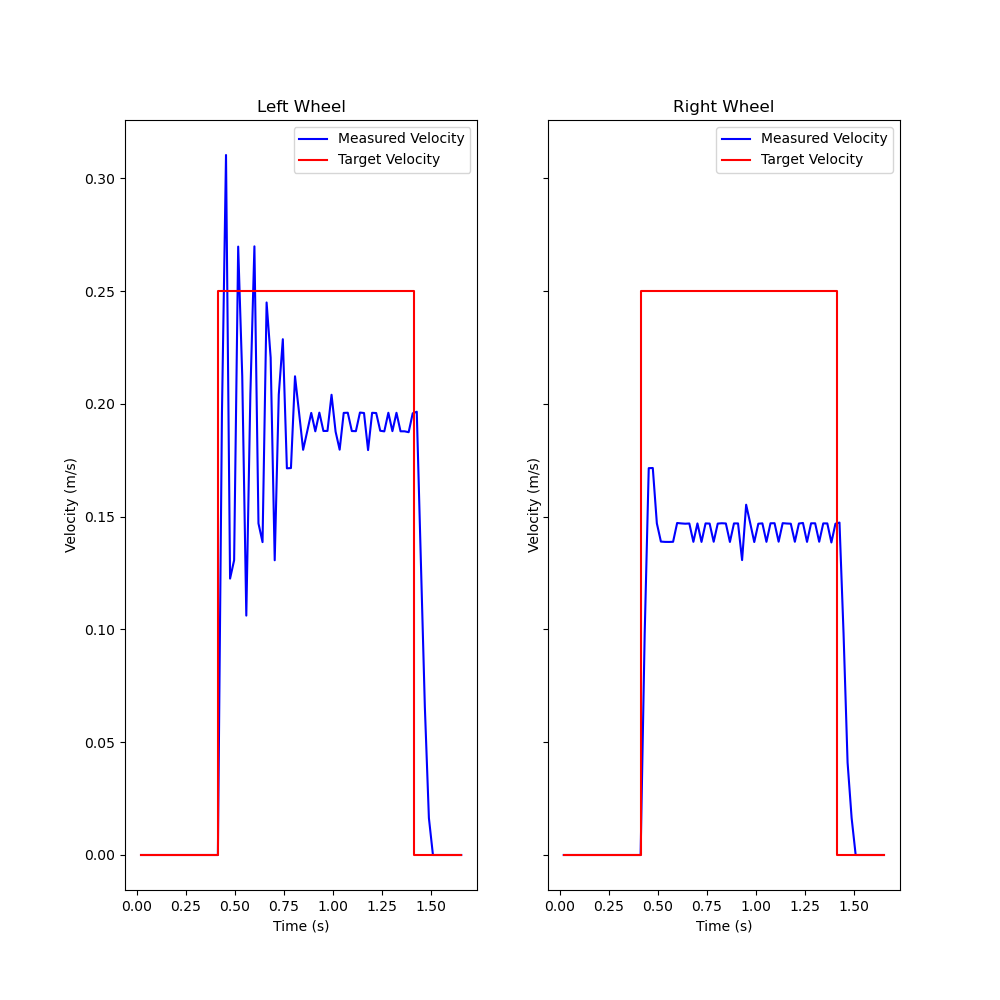 Left Wheel
Measured Velocity
Target Velocity
0.30
0.25
0.20
0.15
0.10
0.05
0.00
Velocity (m/s)
0.00 0.25 0.50 0.75 1.00 1.25 1.50
Time (s)
Right Wheel
Measured Velocity
Target Velocity
Velocity (m/s)
0.00 0.25 0.50 0.75 1.00 1.25 1.50
Time (s)